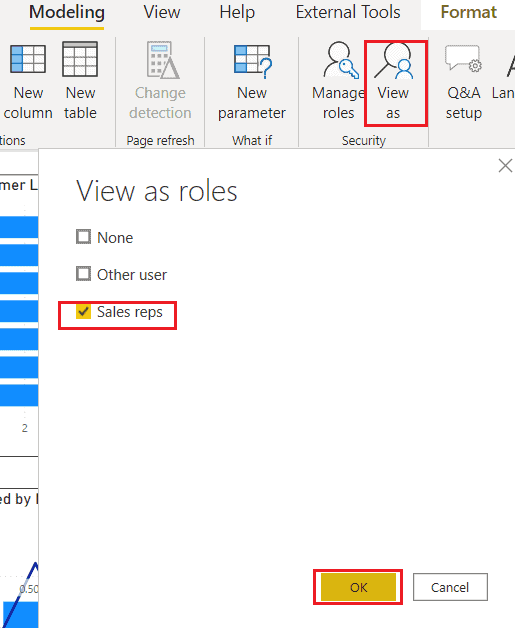 Modeling View Help External Tools Format
New column
New table
Change detection
New parameter
Manage roles
View as
Q&A setup
Lan
tions
Page refresh
What if
Security
mer L
View as roles
None
Other user
Sales reps
2
ed by I
0.50
OK
Cancel